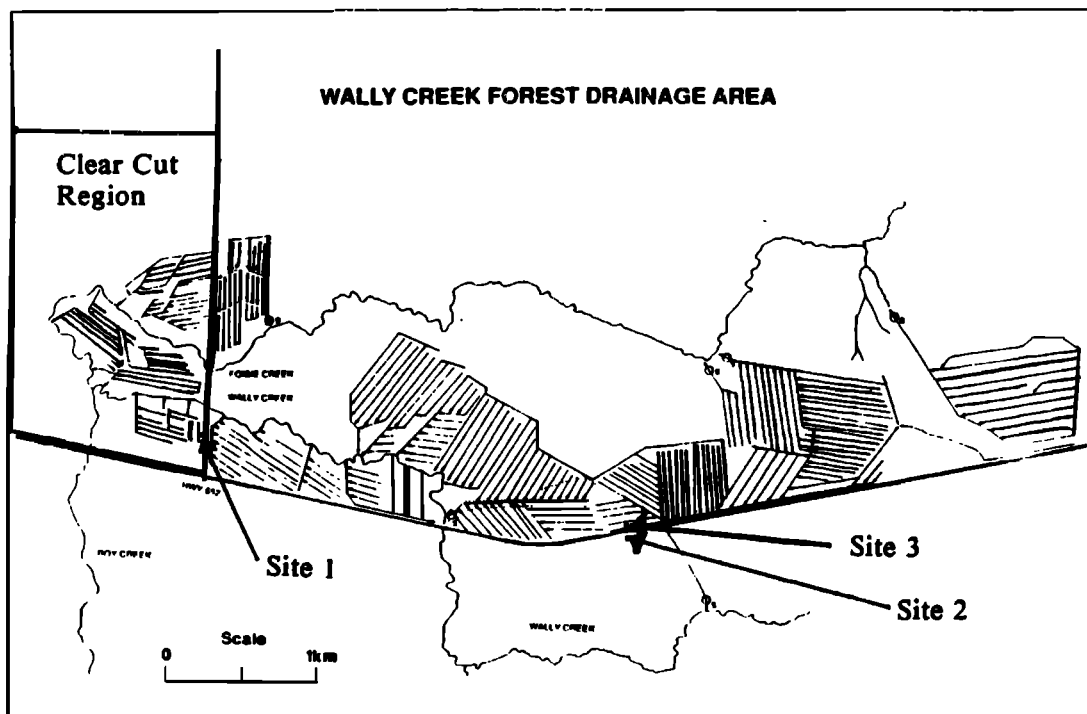 WALLY CREEK FOREST DRAINAGE AREA
Clear Cut
Region
WALLY CREEK
Site 1
Site 3
Site 2
WALLY CREEK
Scale
0
1km